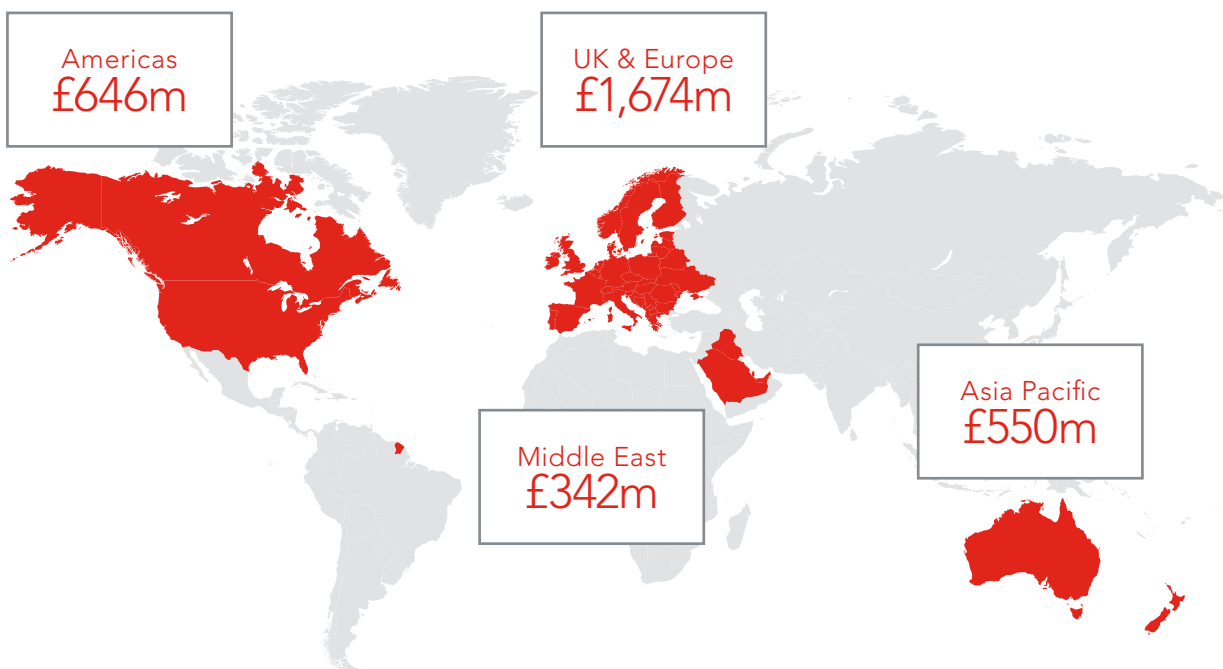 Americas
£646m
UK & Europe
£1,674m
Middle East
£342m
Asia Pacific
£550m